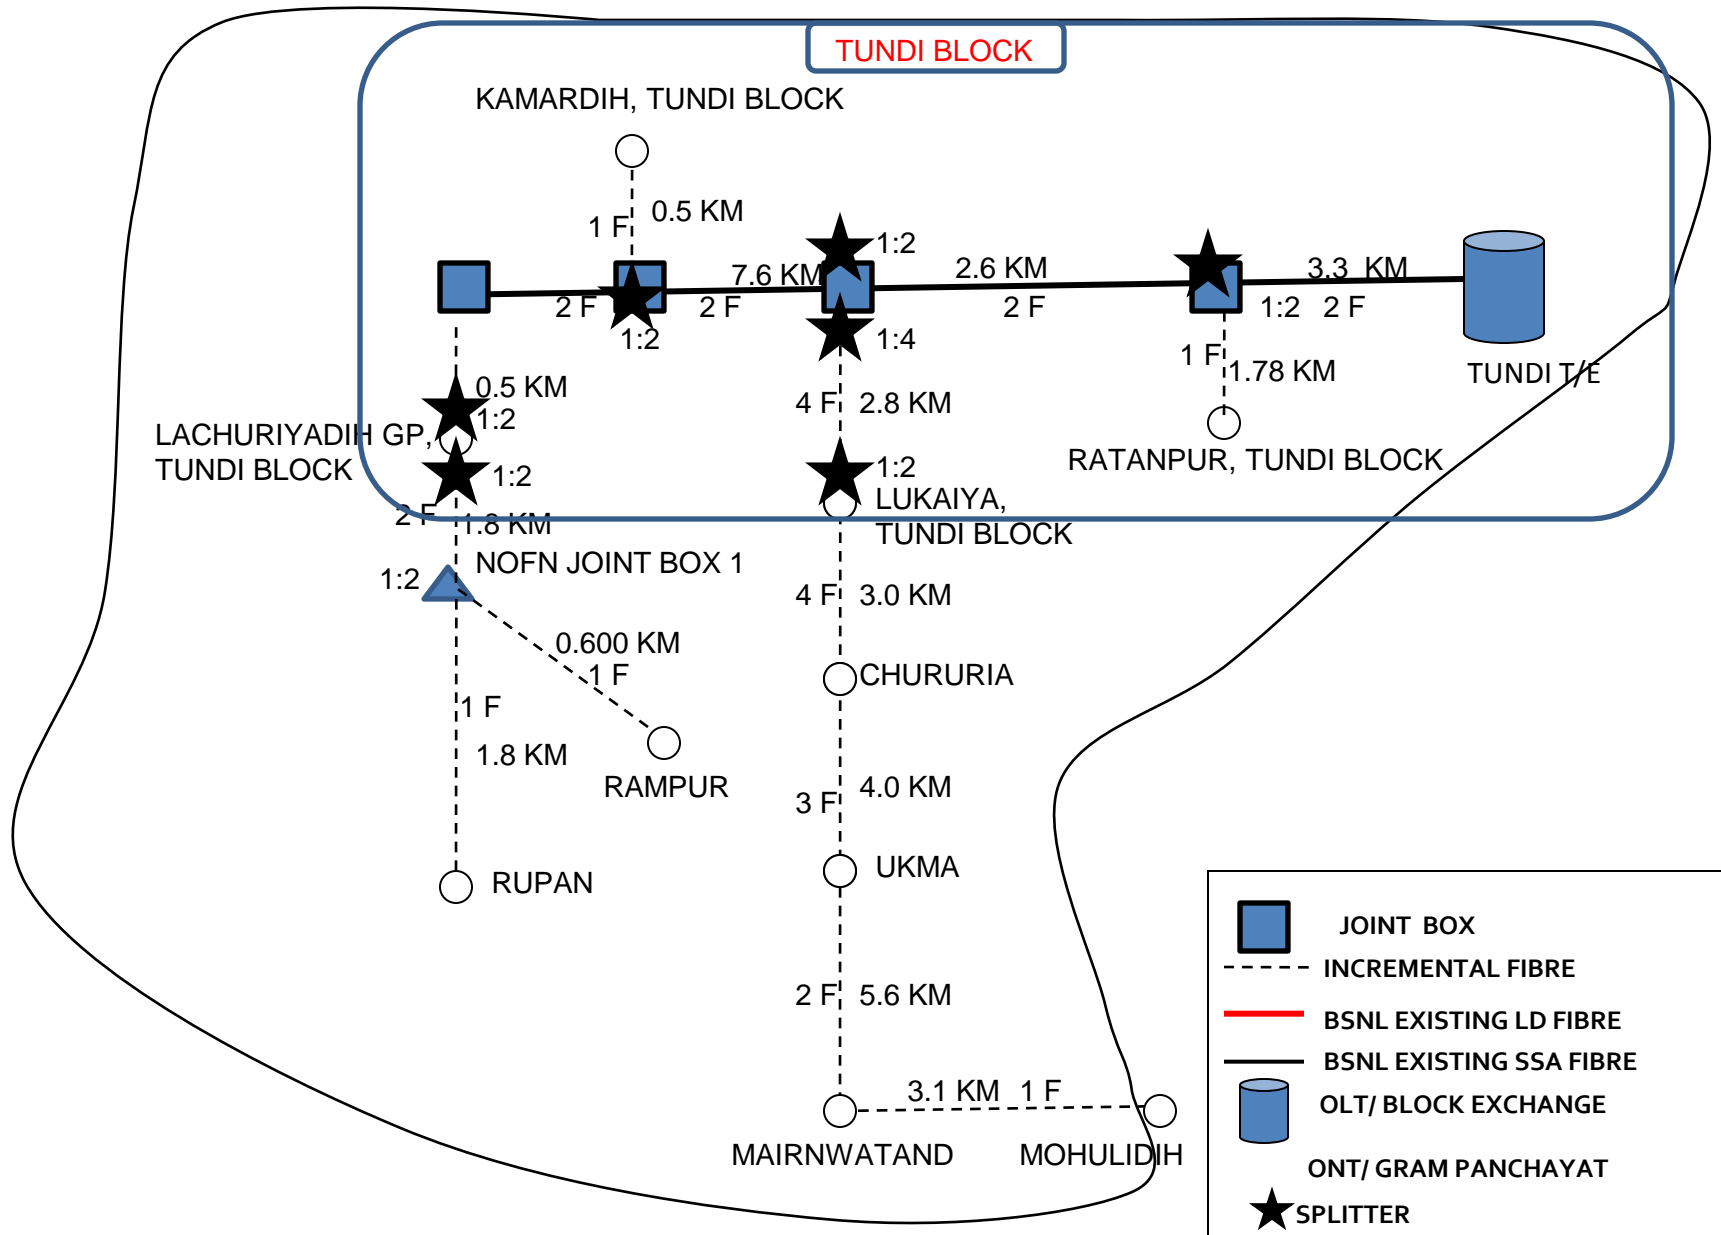 TUNDI BLOCK
KAMARDIH, TUNDI BLOCK
1 F
0.5 KM
1:2
7.6 KM
2.6 KM
3.3 KM
2 F
2 F
2 F
1:2
2 F
1:2
1:4
1 F
1.78 KM
TUNDI T/E
0.5 KM
1:2
4 F
2.8 KM
LACHURIYADIH GP,
TUNDI BLOCK
1:2
1:2
RATANPUR, TUNDI BLOCK
LUKAIYA,
TUNDI BLOCK
2 F
1.8 KM
NOFN JOINT BOX 1
1:2
4 F
3.0 KM
0.600 KM
1 F
CHURURIA
1 F
1.8 KM
RAMPUR
3 F
4.0 KM
UKMA
RUPAN
2 F
5.6 KM
3.1 KM 1 F
MAIRNWATAND
MOHULIDIH
JOINT BOX
INCREMENTAL FIBRE
BSNL EXISTING LD FIBRE
BSNL EXISTING SSA FIBRE
OLT/ BLOCK EXCHANGE
ONT/ GRAM PANCHAYAT
SPLITTER